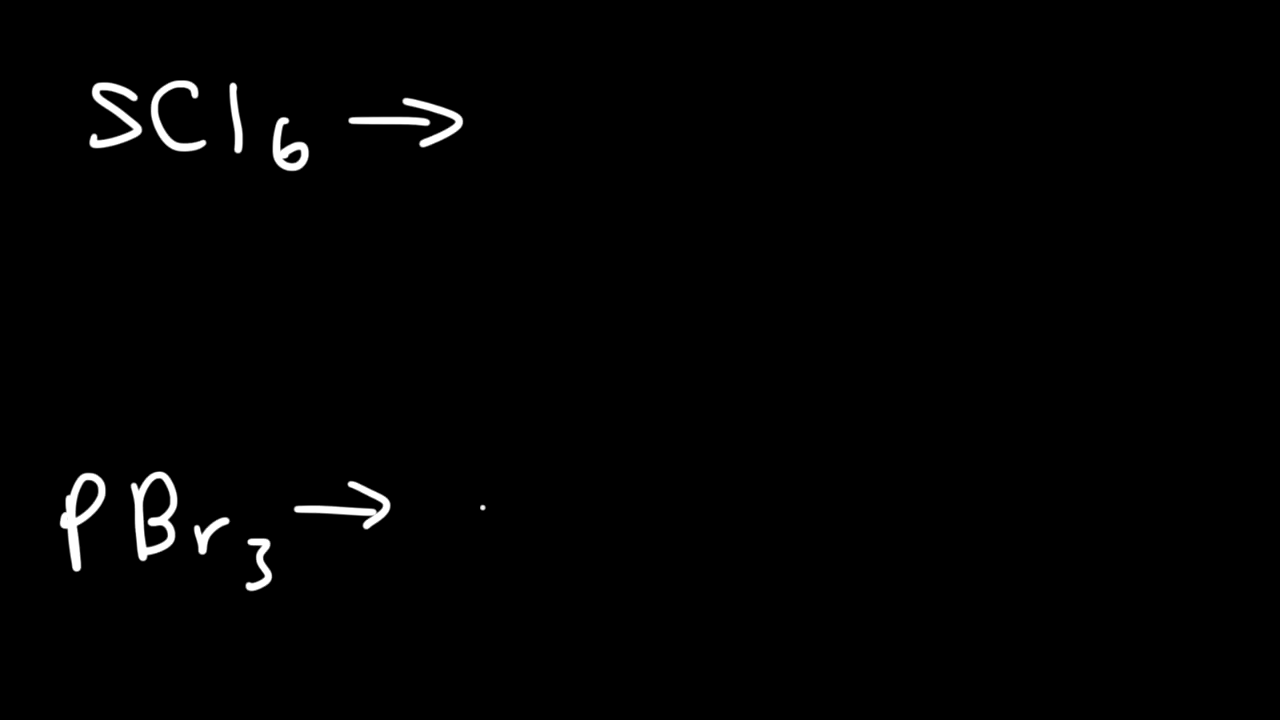 SCl₆ →
PBr₃ →